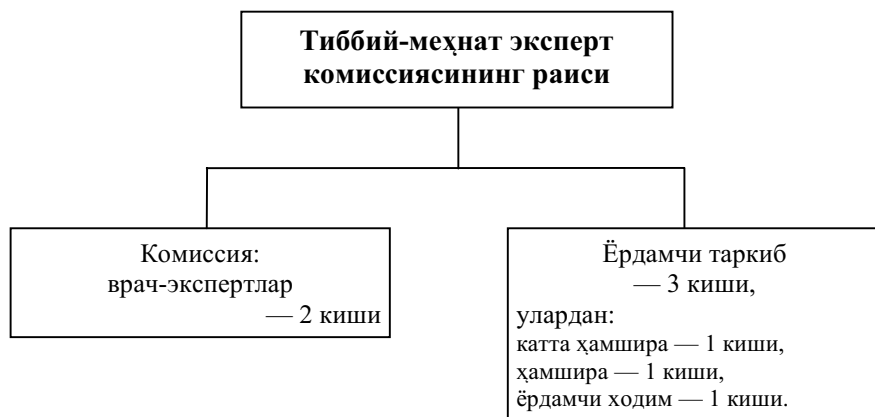 Тиббий-меҳнат эксперт
комиссиясининг раиси
Комиссия:
врач-экспертлар
— 2 киши
Ёрдамчи таркиб
— 3 киши,
улардан:
катта ҳамшира — 1 киши,
ҳамшира — 1 киши,
ёрдамчи ходим — 1 киши.